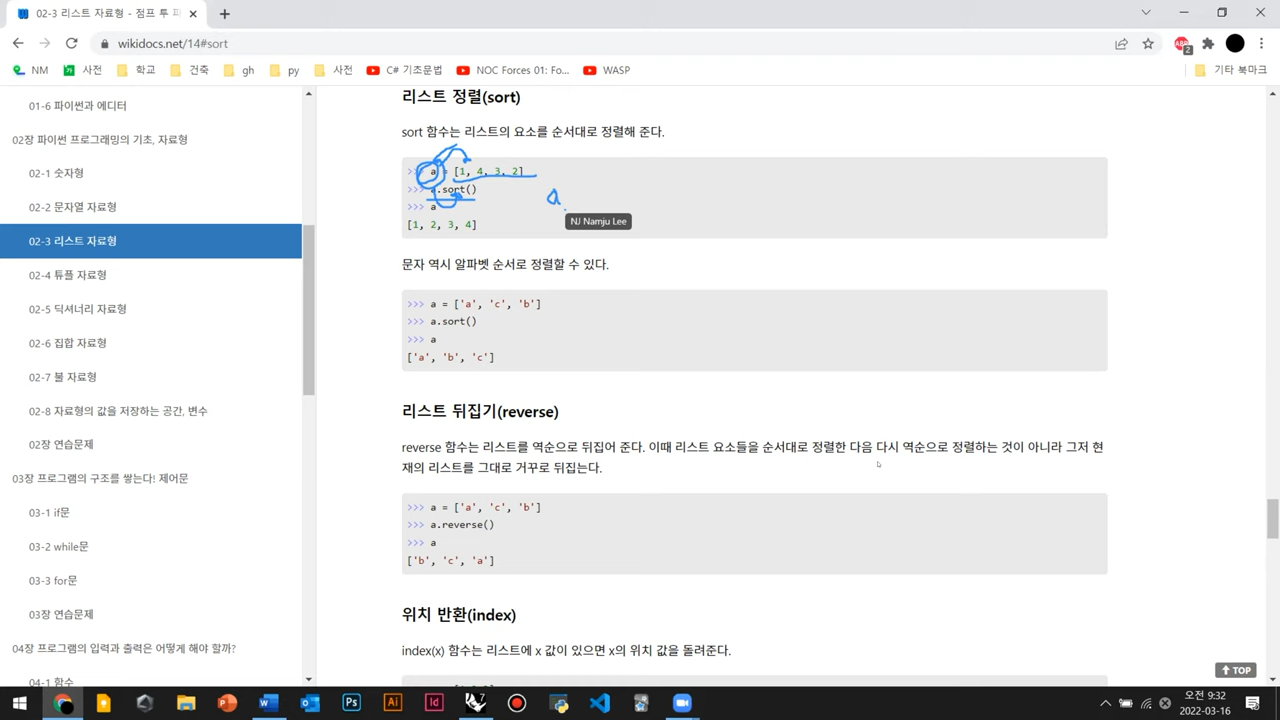 02-3 리스트 자료형 - 점프 투 파
wikidocs.net/14#sort
ABP
2
NM
사전
학교
건축
gh
py
사전
C# 기초문법
NOC Forces 01: Fo...
WASP
기타 북마크
01-6 파이썬과 에디터
02장 파이썬 프로그래밍의 기초, 자료형
02-1 숫자형
02-2 문자열 자료형
02-3 리스트 자료형
02-4 튜플 자료형
02-5 딕셔너리 자료형
02-6 집합 자료형
02-7 불 자료형
02-8 자료형의 값을 저장하는 공간, 변수
02장 연습문제
03장 프로그램의 구조를 쌓는다! 제어문
03-1 if문
03-2 while문
03-3 for문
03장 연습문제
04장 프로그램의 입력과 출력은 어떻게 해야 할까?
04-1 함수
리스트 정렬(sort)
sort 함수는 리스트의 요소를 순서대로 정렬해 준다.
>>> a = [1, 4, 3, 2]
>>> a.sort()
>>> a
[1, 2, 3, 4]
a
NJ Namju Lee
문자 역시 알파벳 순서로 정렬할 수 있다.
>>> a = ['a', 'c', 'b']
>>> a.sort()
>>> a
['a', 'b', 'c']
리스트 뒤집기(reverse)
reverse 함수는 리스트를 역순으로 뒤집어 준다. 이때 리스트 요소들을 순서대로 정렬한 다음 다시 역순으로 정렬하는 것이 아니라 그저 현
재의 리스트를 그대로 거꾸로 뒤집는다.
>>> a = ['a', 'c', 'b']
>>> a.reverse()
>>> a
['b', 'c', 'a']
위치 반환(index)
index(x) 함수는 리스트에 x 값이 있으면 x의 위치 값을 돌려준다.
TOP
Ps
Ai
Id
오전 9:32
2022-03-16